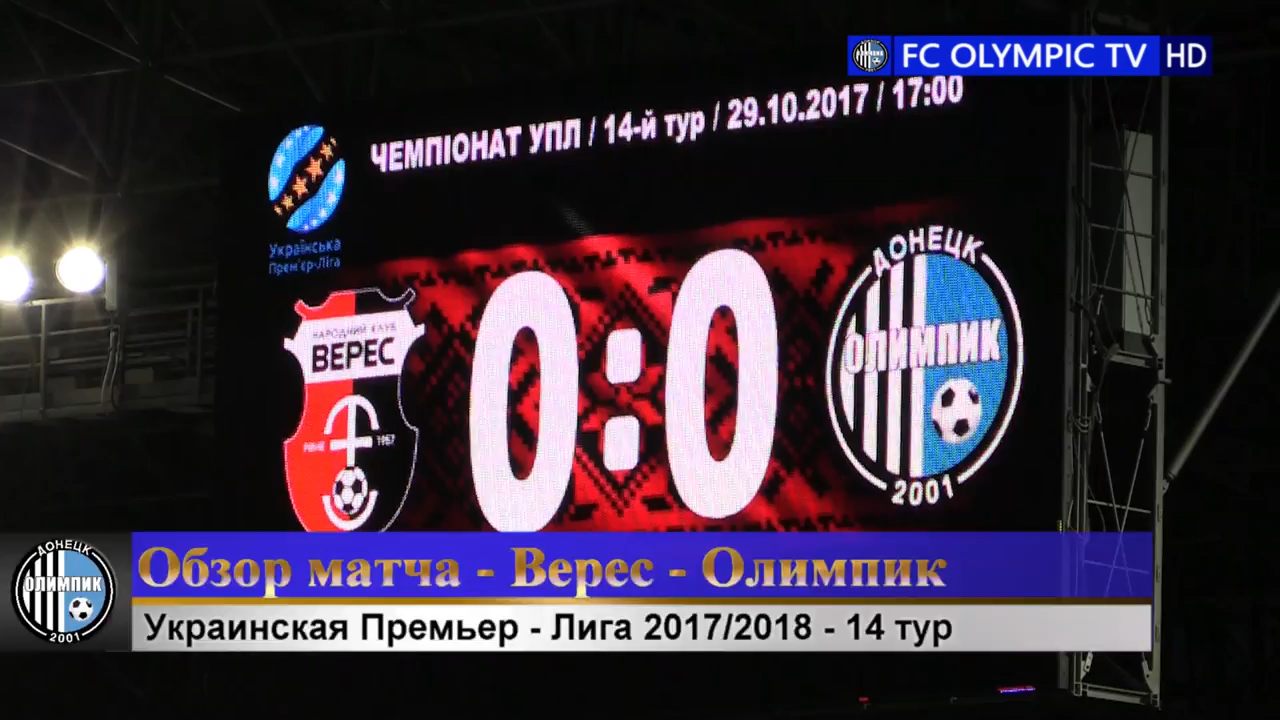 FC OLYMPIC TV HD
ЧЕМПІОНАТ УПЛ / 14-й тур / 29.10.2017 / 17:00
Українська
Прем'єр-Ліга
НАРОДНИЙ КЛУБ
ВЕРЕС
РІВНЕ 1957
0:0
ДОНЕЦК
ОЛИМПИК
2001
ДОНЕЦК
ОЛИМПИК
2001
Обзор матча - Верес - Олимпик
Украинская Премьер - Лига 2017/2018 - 14 тур